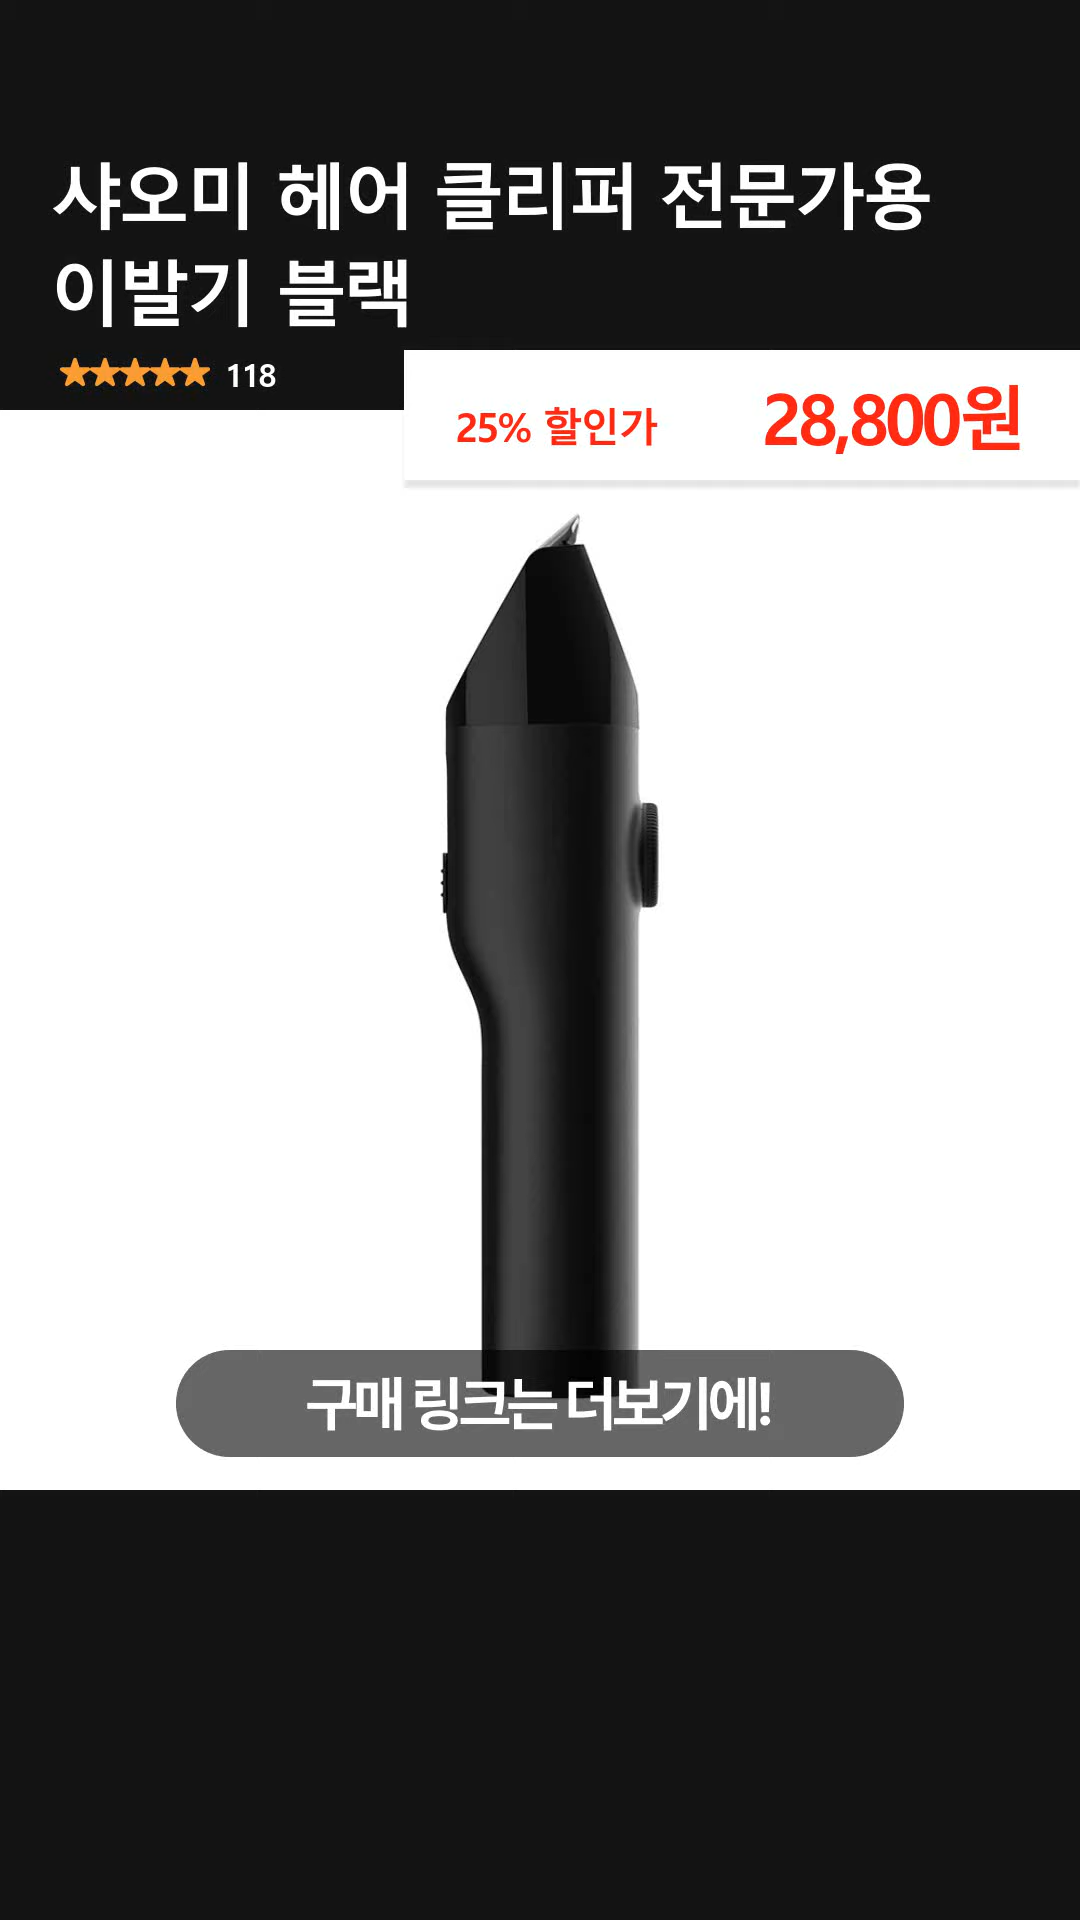 샤오미 헤어 클리퍼 전문가용
이발기 블랙
118
25% 할인가 28,800원
구매 링크는 더보기에!